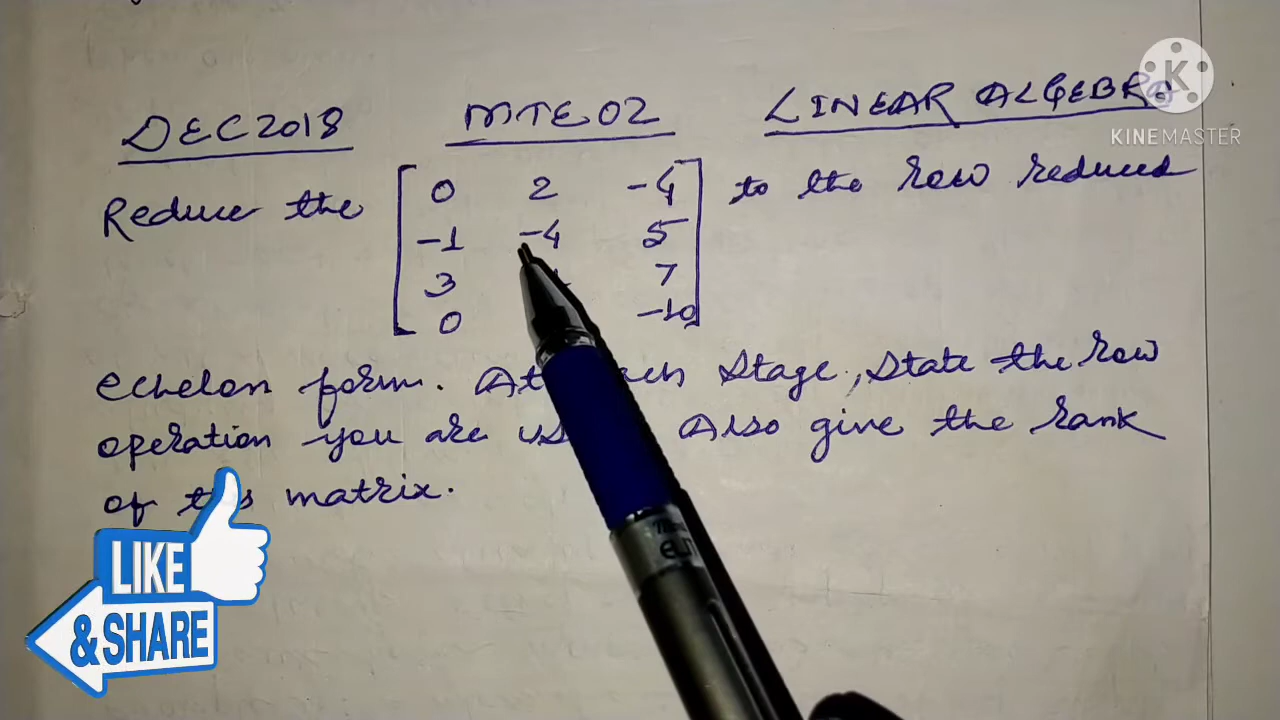 DEC2018 MTE02 LINEAR ALGEBRA
KINEMASTER
Reduce the [ 0 2 -4 ] to the row reduced
-1 -4 5
3 7
0 -10
echelon form. At each stage, state the row
operation you are Also give the rank
of this matrix.
LIKE
& SHARE